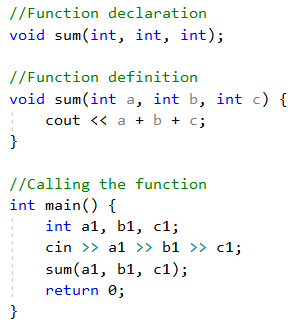 //Function declaration
void sum(int, int, int);
//Function definition
void sum(int a, int b, int c) {
    cout << a + b + c;
}
//Calling the function
int main() {
    int a1, b1, c1;
    cin >> a1 >> b1 >> c1;
    sum(a1, b1, c1);
    return 0;
}